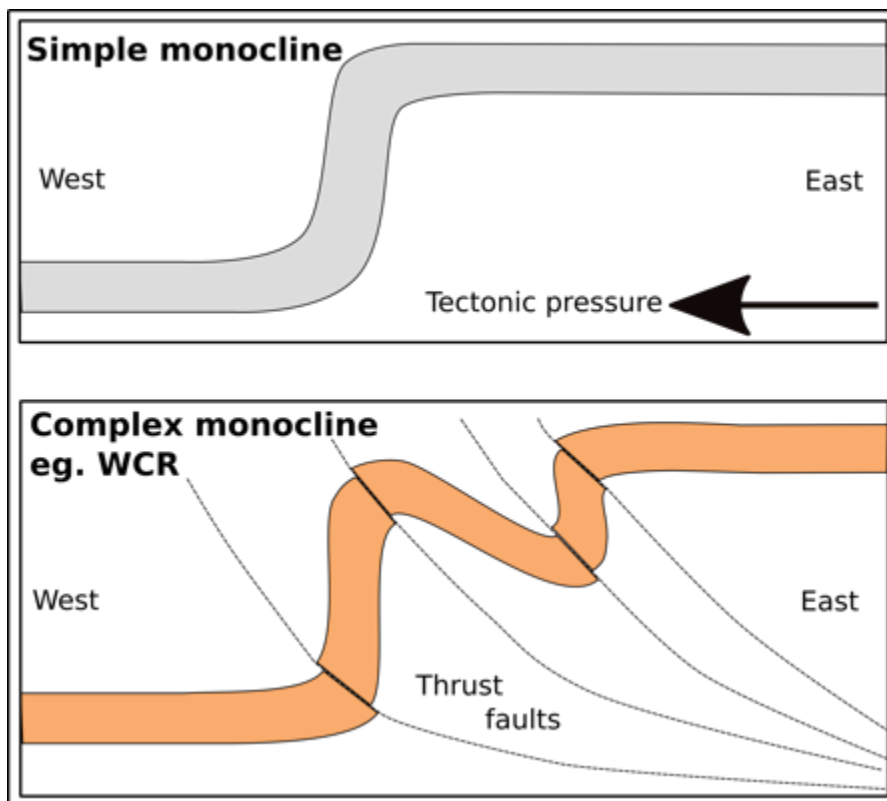 Simple monocline
West
East
Tectonic pressure
Complex monocline
eg. WCR
West
East
Thrust
faults